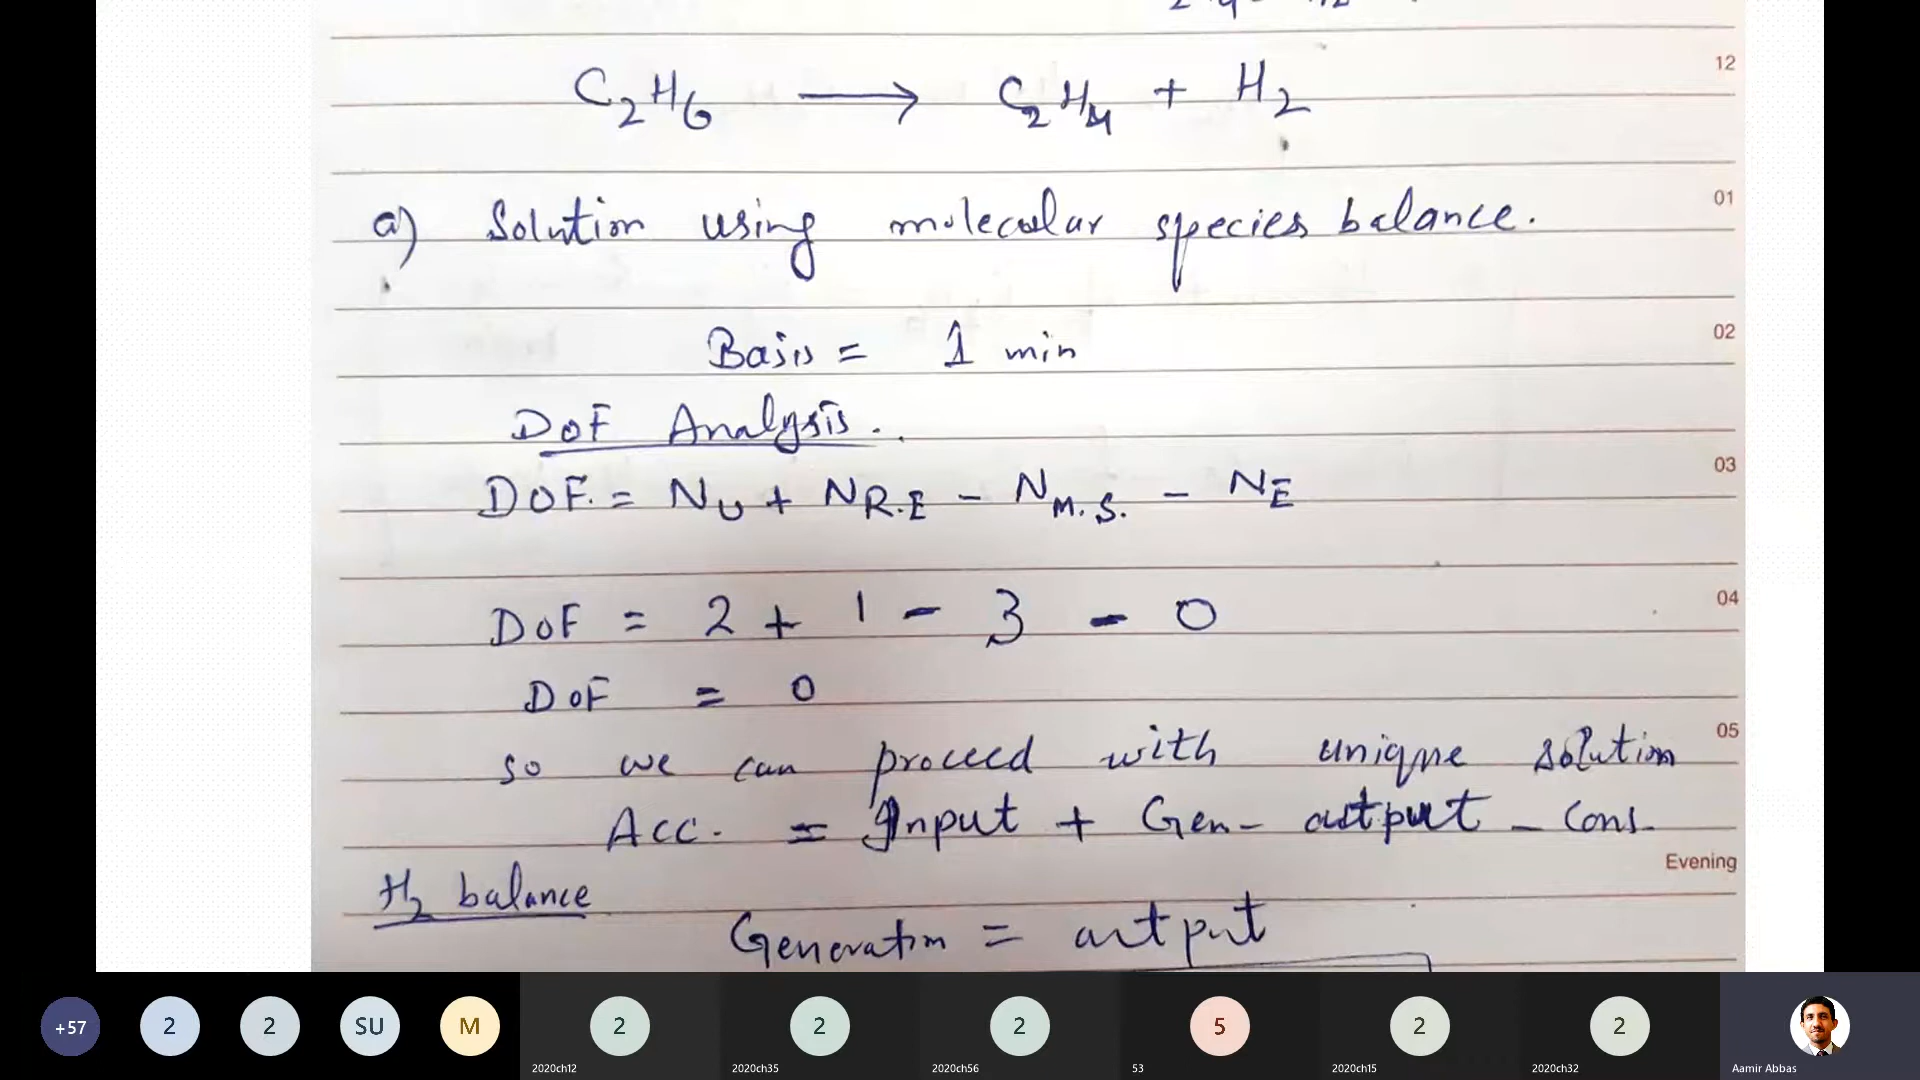 12
C2H6 ⟶ C2H4 + H2
a) Solution using molecular species balance.
01
Basis = 1 min
02
DOF Analysis.
DOF. = NU + NR.E - NM.S. - NE
03
DOF = 2 + 1 - 3 - 0
04
DOF = 0
so we can proceed with unique solution
05
Acc. = Input + Gen - output - Cons.
Evening
H2 balance
Generation = output
+57
2
2
SU
M
2
2
2
5
2
2
2020ch12
2020ch35
2020ch56
53
2020ch15
2020ch32
Aamir Abbas